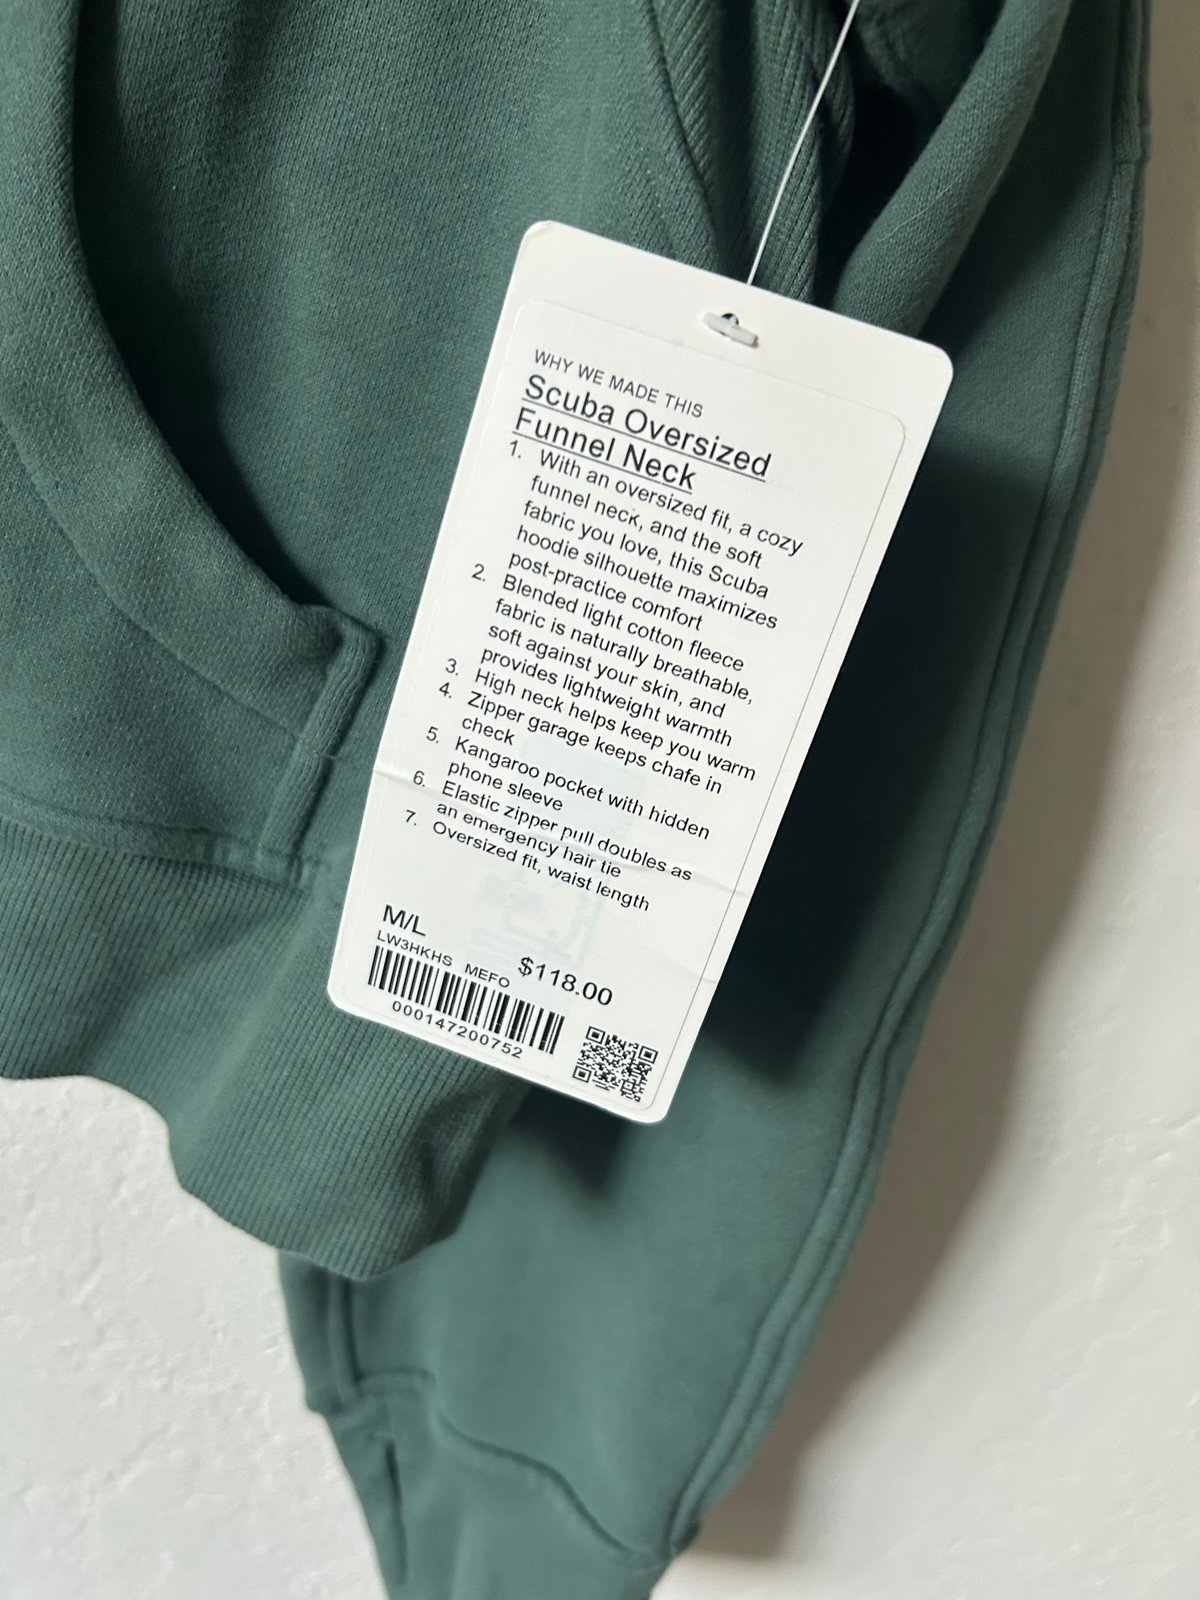 WHY WE MADE THIS
Scuba Oversized
Funnel Neck
1. With an oversized fit, a cozy
funnel neck, and the soft
fabric you love, this Scuba
hoodie silhouette maximizes
post-practice comfort
2. Blended light cotton fleece
fabric is naturally breathable,
soft against your skin, and
provides lightweight warmth
3. High neck helps keep you warm
4. Zipper garage keeps chafe in
check
5. Kangaroo pocket with hidden
phone sleeve
6. Elastic zipper pull doubles as
an emergency hair tie
7. Oversized fit, waist length
M/L
LW3HKHS MEFO $118.00
000147200752